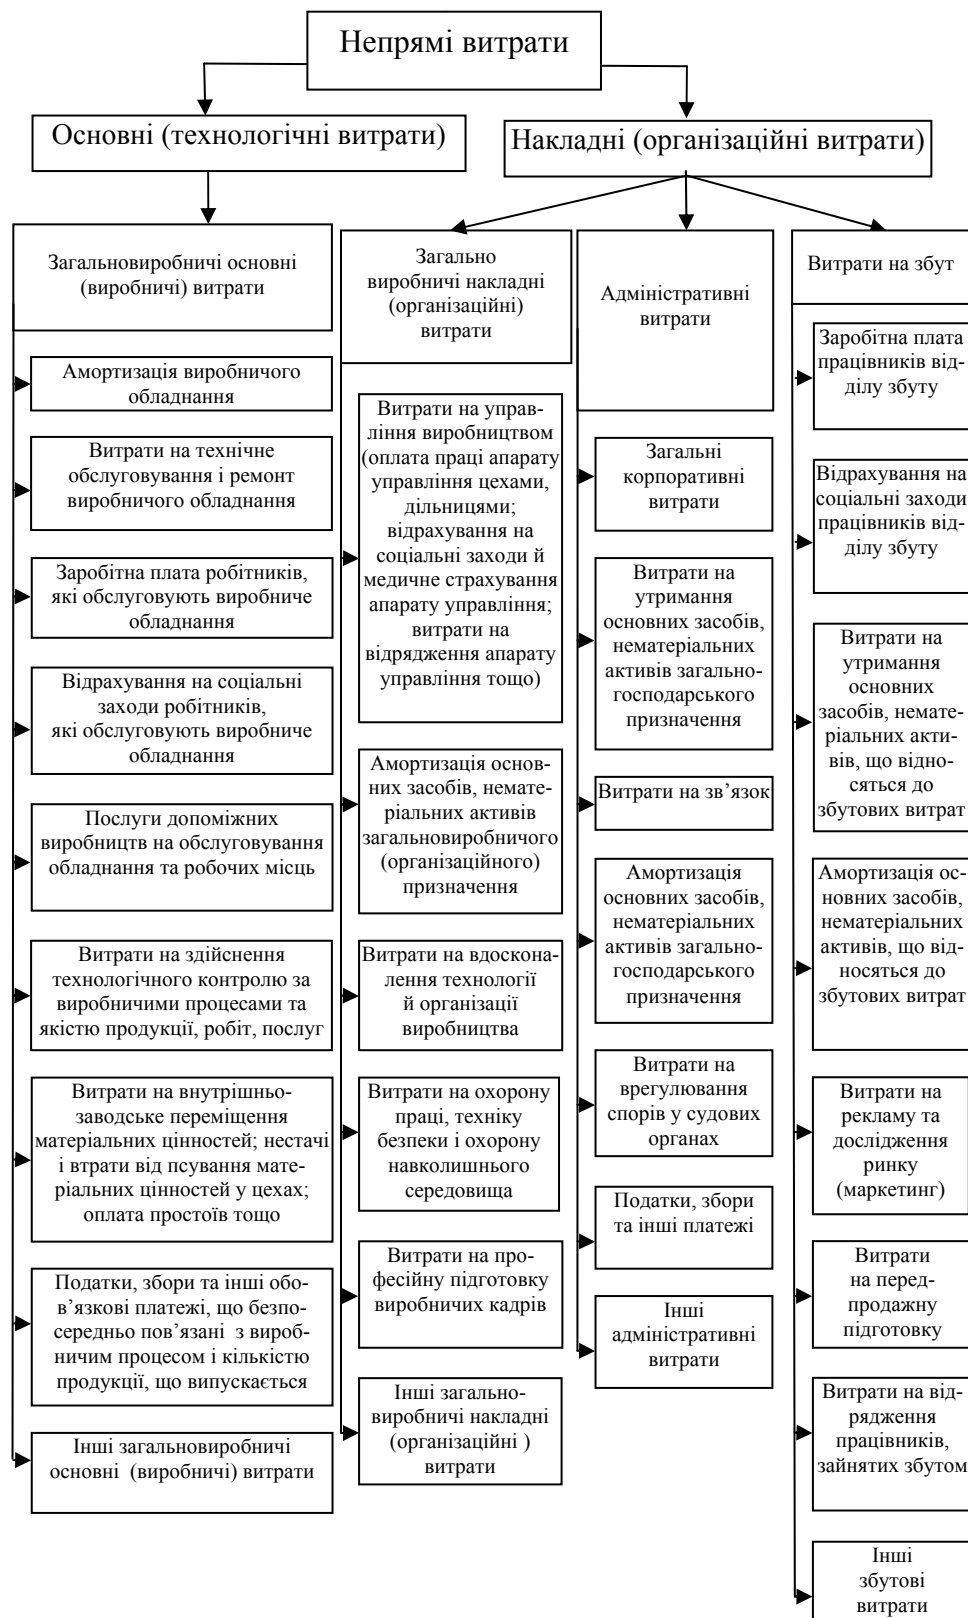 Непрямі витрати
Основні (технологічні витрати)
Накладні (організаційні витрати)
Загальновиробничі основні
(виробничі) витрати
Амортизація виробничого
обладнання
Витрати на технічне
обслуговування і ремонт
виробничого обладнання
Заробітна плата робітників,
які обслуговують виробниче
обладнання
Відрахування на соціальні
заходи робітників,
які обслуговують виробниче
обладнання
Послуги допоміжних
виробництв на обслуговування
обладнання та робочих місць
Витрати на здійснення
технологічного контролю за
виробничими процесами та
якістю продукції, робіт, послуг
Витрати на внутрішньо-
заводське переміщення
матеріальних цінностей; нестачі
і втрати від псування мате-
ріальних цінностей у цехах;
оплата простоїв тощо
Податки, збори та інші обо-
в’язкові платежі, що безпо-
середньо пов’язані з вироб-
ничим процесом і кількістю
продукції, що випускається
Інші загальновиробничі
основні (виробничі) витрати
Загально
виробничі накладні
(організаційні)
витрати
Витрати на управ-
ління виробництвом
(оплата праці апарату
управління цехами,
дільницями;
відрахування на
соціальні заходи й
медичне страхування
апарату управління;
витрати на
відрядження апарату
управління тощо)
Амортизація основ-
них засобів, немате-
ріальних активів
загальновиробничого
(організаційного)
призначення
Витрати на вдоскона-
лення технології
й організації
виробництва
Витрати на охорону
праці, техніку
безпеки і охорону
навколишнього
середовища
Витрати на про-
фесійну підготовку
виробничих кадрів
Інші загально-
виробничі накладні
(організаційні )
витрати
Адміністративні
витрати
Загальні
корпоративні
витрати
Витрати на
утримання
основних засобів,
нематеріальних
активів загально-
господарського
призначення
Витрати на зв’язок
Амортизація
основних засобів,
нематеріальних
активів загально-
господарського
призначення
Витрати на
врегулювання
спорів у судових
органах
Податки, збори
та інші платежі
Інші
адміністративні
витрати
Витрати на збут
Заробітна плата
працівників від-
ділу збуту
Відрахування на
соціальні заходи
працівників від-
ділу збуту
Витрати на
утримання
основних
засобів, немате-
ріальних акти-
вів, що відно-
сяться до
збутових витрат
Амортизація ос-
новних засобів,
нематеріальних
активів, що від-
носяться до
збутових витрат
Витрати на
рекламу та
дослідження
ринку
(маркетинг)
Витрати
на перед-
продажну
підготовку
Витрати на від-
рядження
працівників,
зайнятих збутом
Інші
збутові
витрати